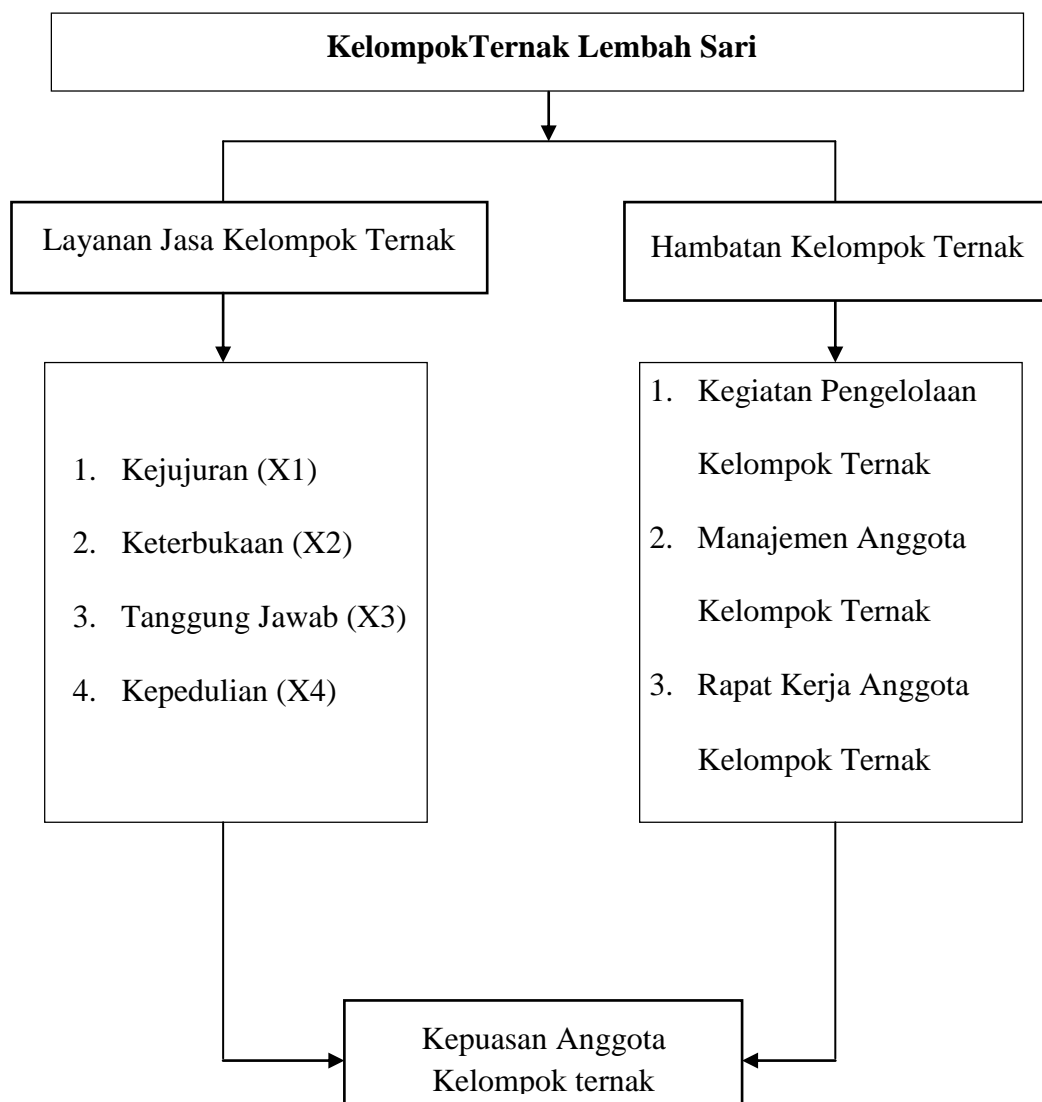 KelompokTernak Lembah Sari
Layanan Jasa Kelompok Ternak
Hambatan Kelompok Ternak
1. Kejujuran (X1)
2. Keterbukaan (X2)
3. Tanggung Jawab (X3)
4. Kepedulian (X4)
1. Kegiatan Pengelolaan
Kelompok Ternak
2. Manajemen Anggota
Kelompok Ternak
3. Rapat Kerja Anggota
Kelompok Ternak
Kepuasan Anggota
Kelompok ternak